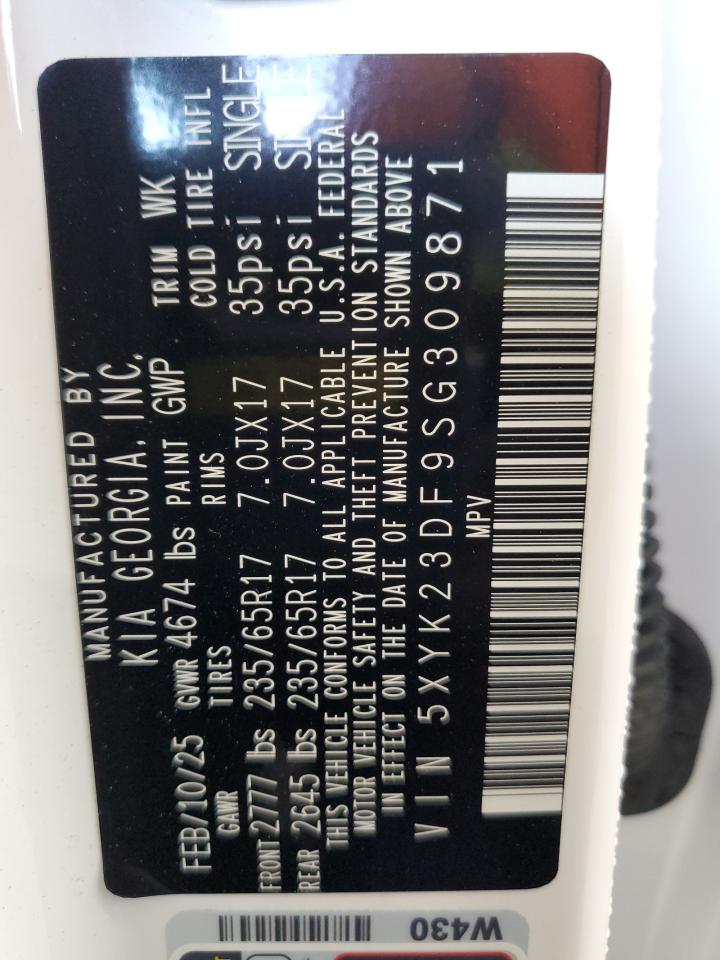 MANUFACTURED BY
KIA GEORGIA, INC.
FEB/10/25 GVWR 4674 lbs PAINT GWP TRIM WK
GAWR TIRES RIMS COLD TIRE INFL
FRONT 2777 lbs 235/65R17 7.0JX17 35psi SINGLE
REAR 2645 lbs 235/65R17 7.0JX17 35psi SINGLE
THIS VEHICLE CONFORMS TO ALL APPLICABLE U.S.A. FEDERAL
MOTOR VEHICLE SAFETY AND THEFT PREVENTION STANDARDS
IN EFFECT ON THE DATE OF MANUFACTURE SHOWN ABOVE
VIN 5XYK23DF9SG309871
MPV
W430